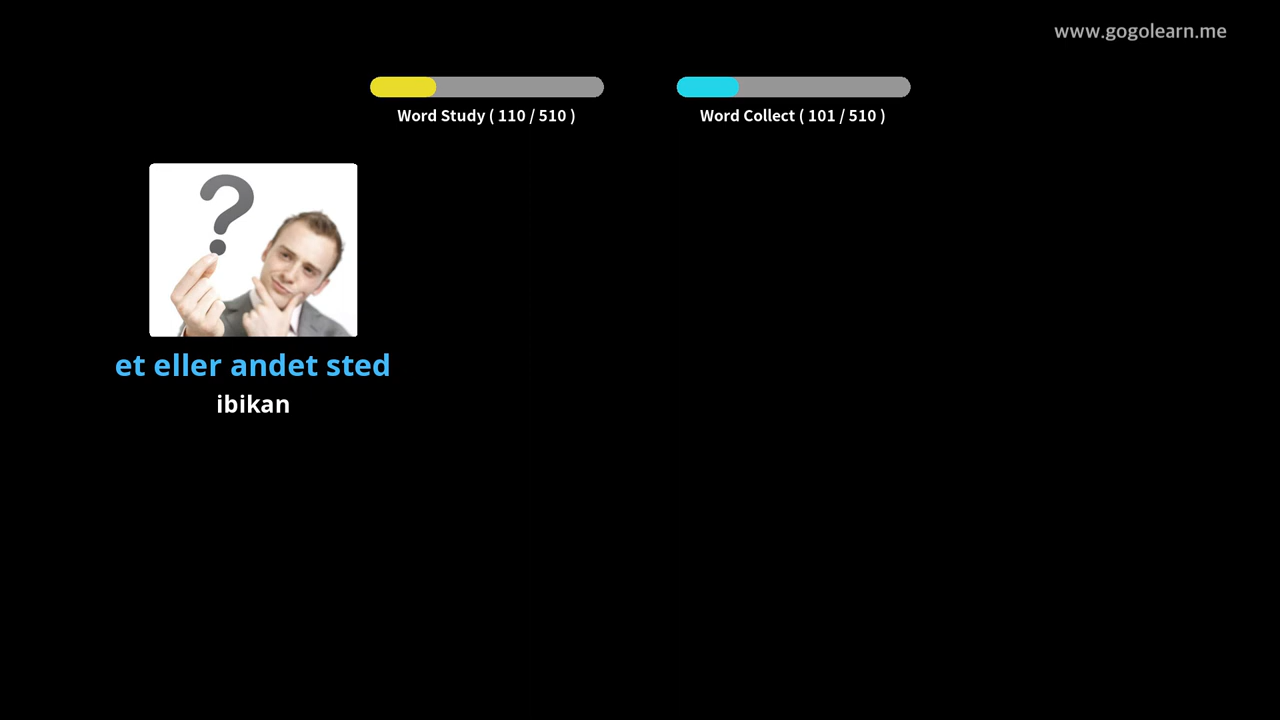 www.gogolearn.me
Word Study ( 110 / 510 )
Word Collect ( 101 / 510 )
et eller andet sted
ibikan